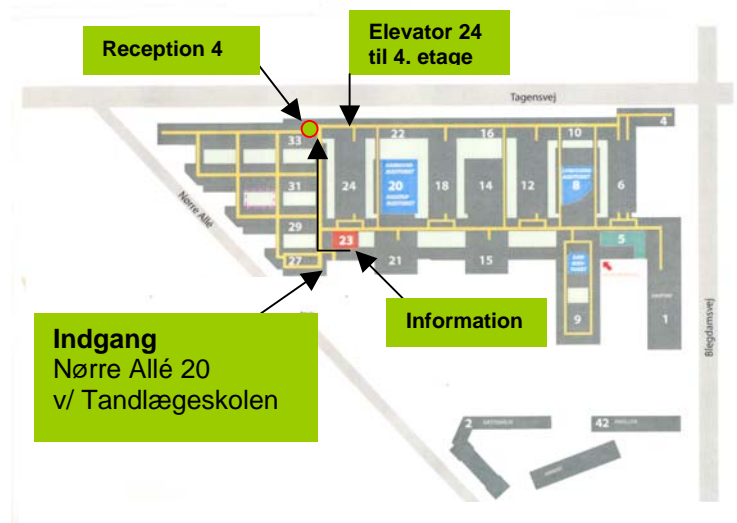 Reception 4
Elevator 24
til 4. etage
Tagensvej
4
33
22
16
10
31
24
20
18
14
12
8
6
Nørre Allé
29
23
5
27
21
15
9
1
Information
Blegdamsvej
Indgang
Nørre Allé 20
v/ Tandlægeskolen
2
42